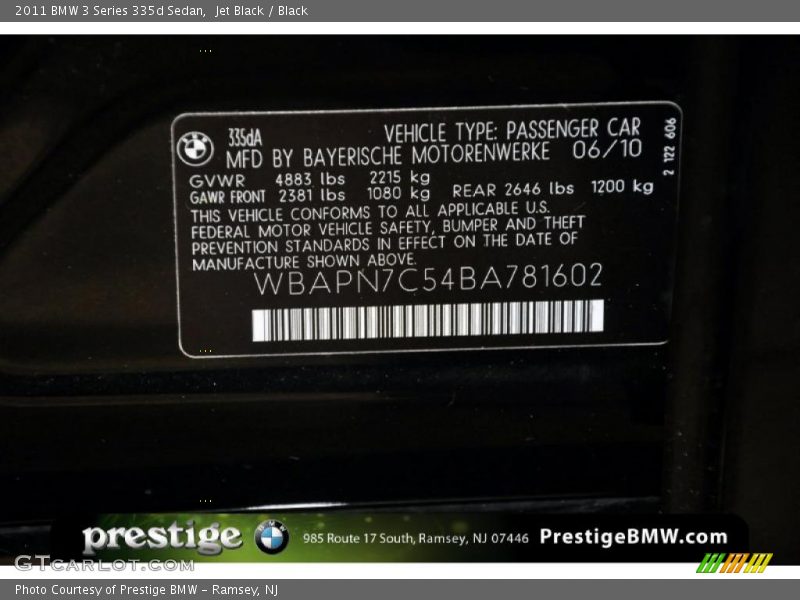 2011 BMW 3 Series 335d Sedan,  Jet Black / Black
335dA
VEHICLE TYPE: PASSENGER CAR
MFD BY BAYERISCHE MOTORENWERKE 06/10
GVWR 4883 lbs 2215 kg
GAWR FRONT 2381 lbs 1080 kg REAR 2646 lbs 1200 kg
THIS VEHICLE CONFORMS TO ALL APPLICABLE U.S.
FEDERAL MOTOR VEHICLE SAFETY, BUMPER AND THEFT
PREVENTION STANDARDS IN EFFECT ON THE DATE OF
MANUFACTURE SHOWN ABOVE.
WBAPN7C54BA781602
2 122 606
prestige BMW 985 Route 17 South, Ramsey, NJ 07446 PrestigeBMW.com
GTcarlot.com
Photo Courtesy of Prestige BMW - Ramsey, NJ